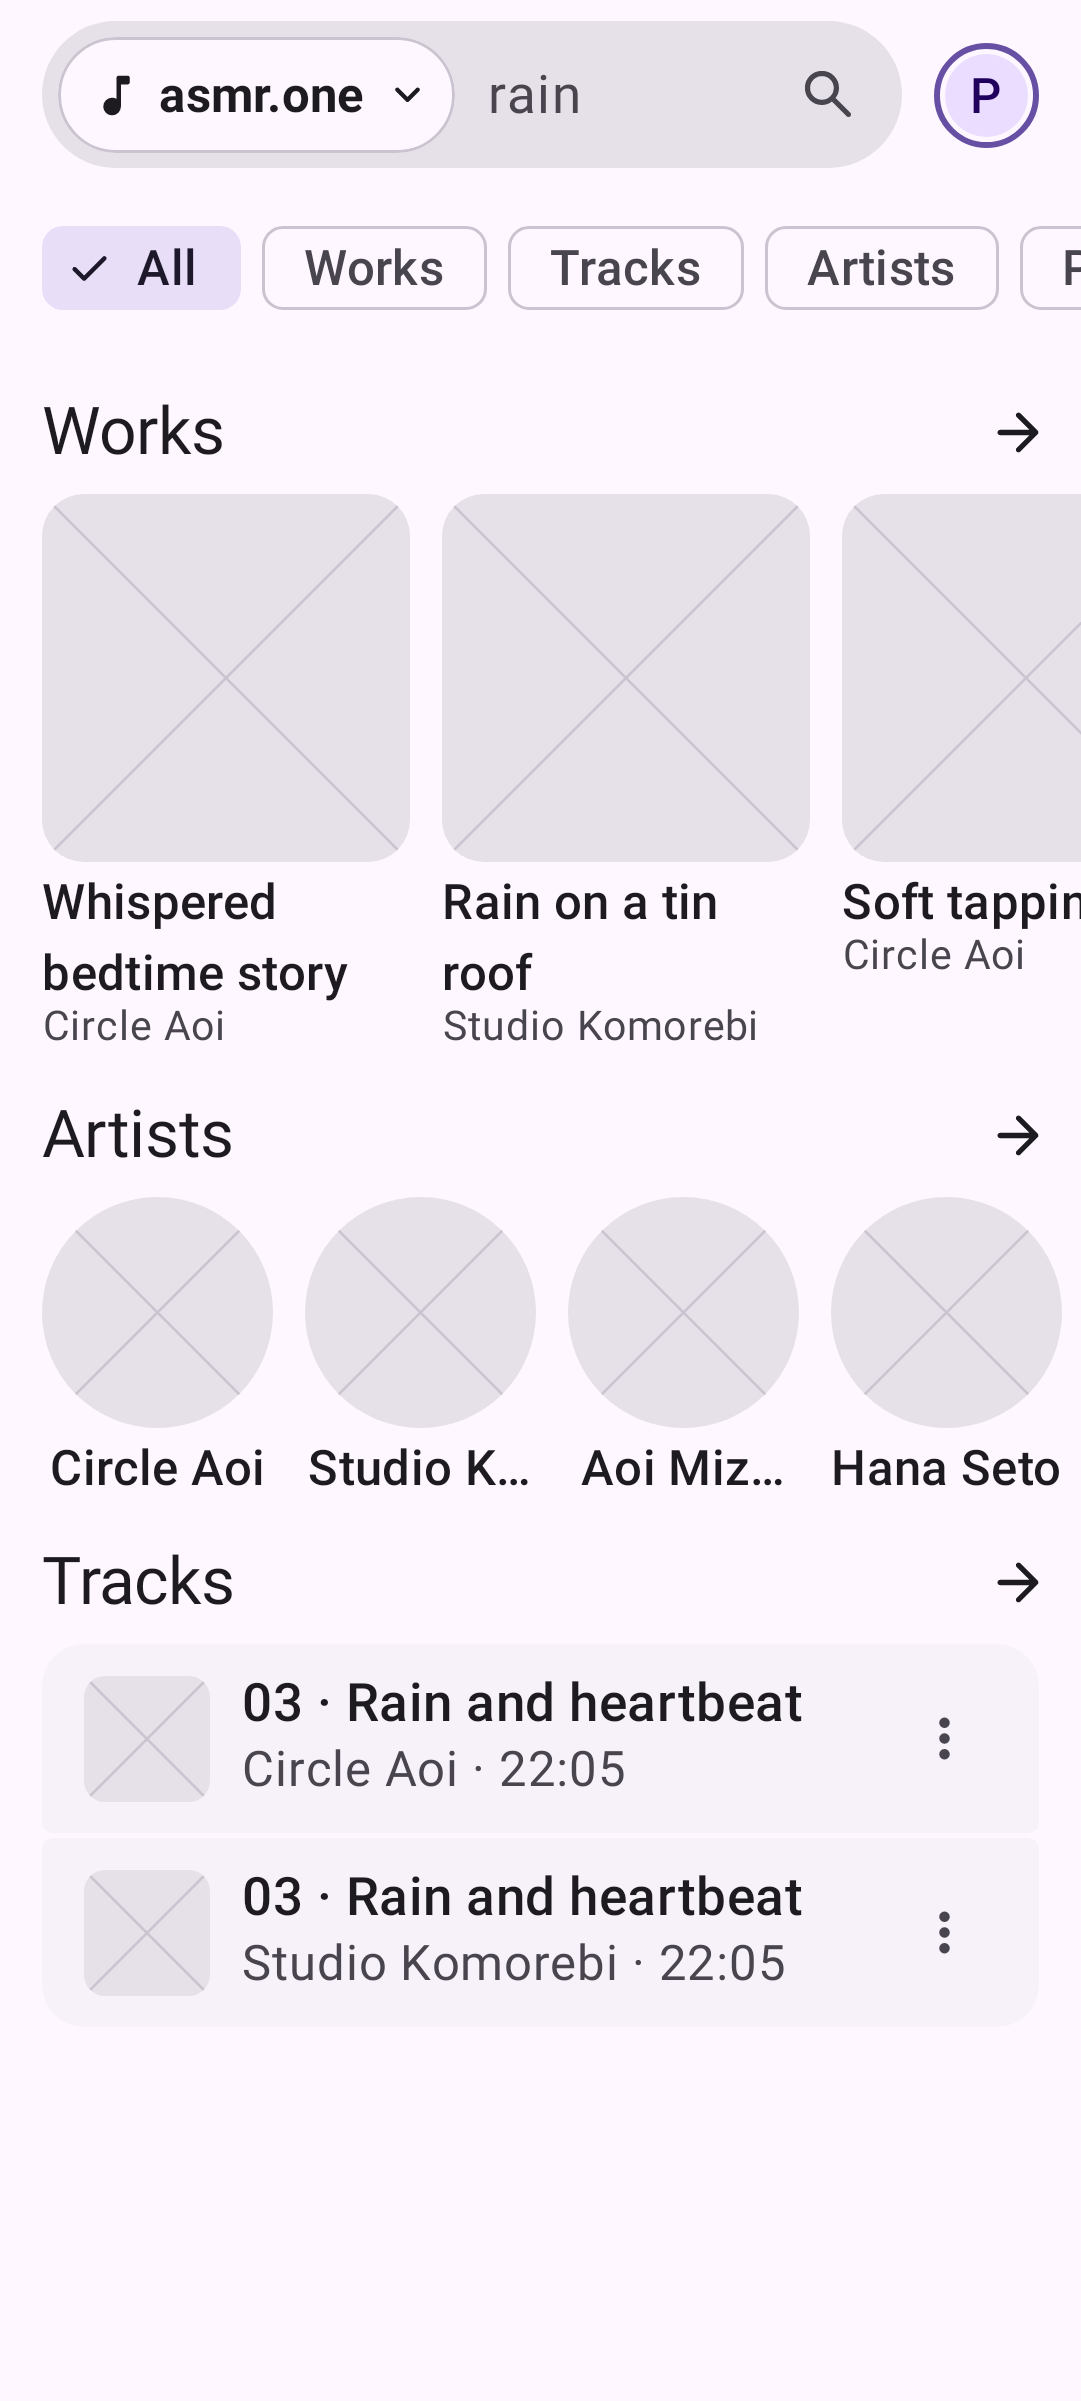 asmr.one rain P
All Works Tracks Artists
Works
Whispered
bedtime story
Circle Aoi
Rain on a tin
roof
Studio Komorebi
Soft tappin
Circle Aoi
Artists
Circle Aoi
Studio K...
Aoi Miz...
Hana Seto
Tracks
03 · Rain and heartbeat
Circle Aoi · 22:05
03 · Rain and heartbeat
Studio Komorebi · 22:05